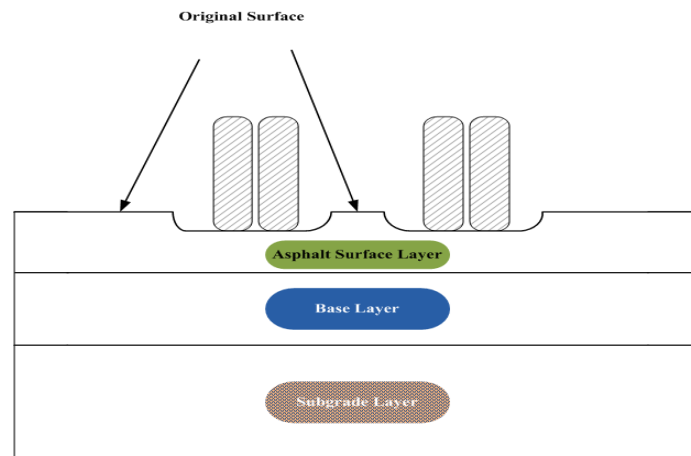 Original Surface
Asphalt Surface Layer
Base Layer
Subgrade Layer